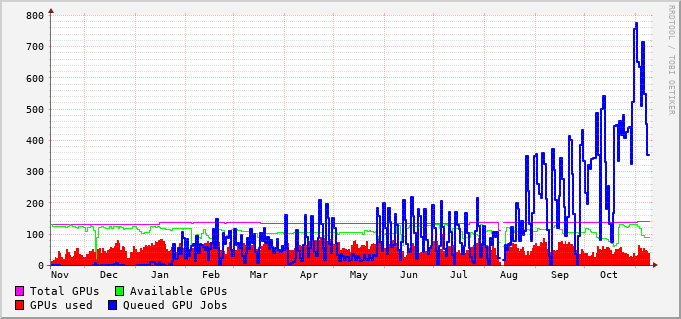 800
700
600
500
400
300
200
100
0
Nov Dec Jan Feb Mar Apr May Jun Jul Aug Sep Oct
Total GPUs Available GPUs
GPUs used Queued GPU Jobs
RRDTOOL / TOBI OETIKER